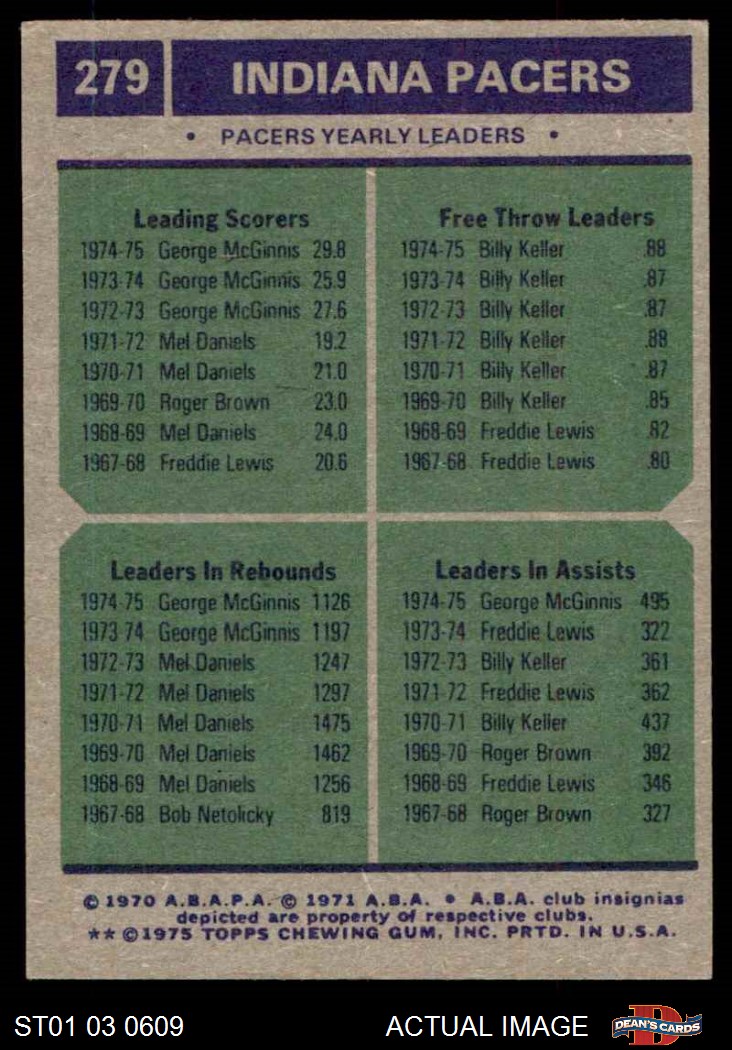 279 INDIANA PACERS
• PACERS YEARLY LEADERS •
Leading Scorers
1974-75 George McGinnis 29.8
1973-74 George McGinnis 25.9
1972-73 George McGinnis 27.6
1971-72 Mel Daniels 19.2
1970-71 Mel Daniels 21.0
1969-70 Roger Brown 23.0
1968-69 Mel Daniels 24.0
1967-68 Freddie Lewis 20.6
Free Throw Leaders
1974-75 Billy Keller .88
1973-74 Billy Keller .87
1972-73 Billy Keller .87
1971-72 Billy Keller .88
1970-71 Billy Keller .87
1969-70 Billy Keller .85
1968-69 Freddie Lewis .82
1967-68 Freddie Lewis .80
Leaders In Rebounds
1974-75 George McGinnis 1126
1973-74 George McGinnis 1197
1972-73 Mel Daniels 1247
1971-72 Mel Daniels 1297
1970-71 Mel Daniels 1475
1969-70 Mel Daniels 1462
1968-69 Mel Daniels 1256
1967-68 Bob Netolicky 819
Leaders In Assists
1974-75 George McGinnis 495
1973-74 Freddie Lewis 322
1972-73 Billy Keller 361
1971-72 Freddie Lewis 362
1970-71 Billy Keller 437
1969-70 Roger Brown 392
1968-69 Freddie Lewis 346
1967-68 Roger Brown 327
© 1970 A.B.A.P.A. © 1971 A.B.A. • A.B.A. club insignias
depicted are property of respective clubs.
** © 1975 TOPPS CHEWING GUM, INC. PRTD. IN U.S.A.
ST01 03 0609 ACTUAL IMAGE D DEAN'S CARDS